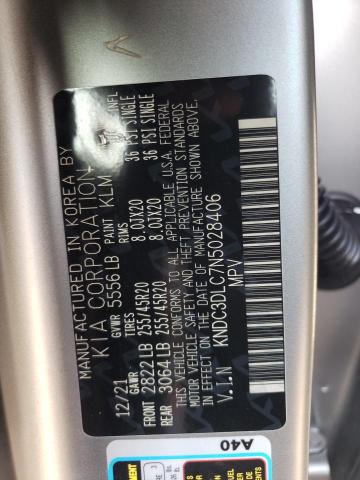 MANUFACTURED IN KOREA BY
KIA CORPORATION
12/21 GVWR 5556 LB PAINT KLM
GAWR TIRES RIMS COLD INFL
FRONT 2822 LB 255/45R20 8.0JX20 36 PSI SINGLE
REAR 3064 LB 255/45R20 8.0JX20 36 PSI SINGLE
THIS VEHICLE CONFORMS TO ALL APPLICABLE U.S.A. FEDERAL
MOTOR VEHICLE SAFETY, BUMPER, AND THEFT PREVENTION STANDARDS
IN EFFECT ON THE DATE OF MANUFACTURE SHOWN ABOVE.
V.I.N KNDC3DLC7N5028406
MPV
A40